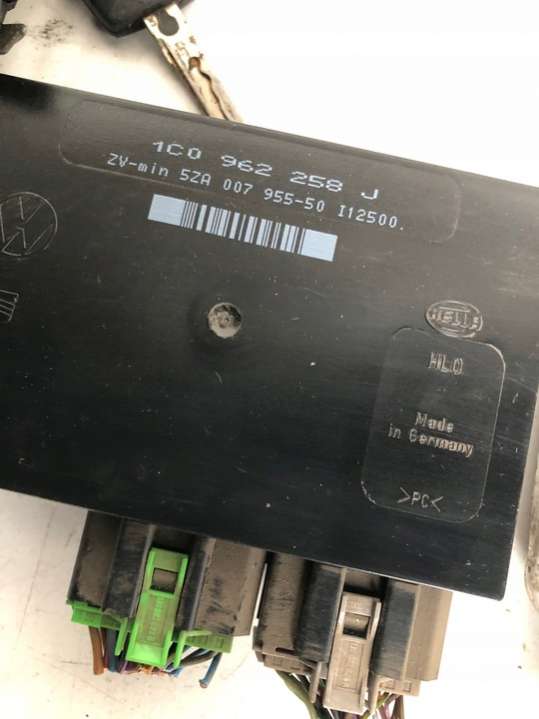 1C0 962 258 J
ZV-min 5ZA 007 955-50 I12500.
HELLA
HLO
Made
in Germany
>PC<